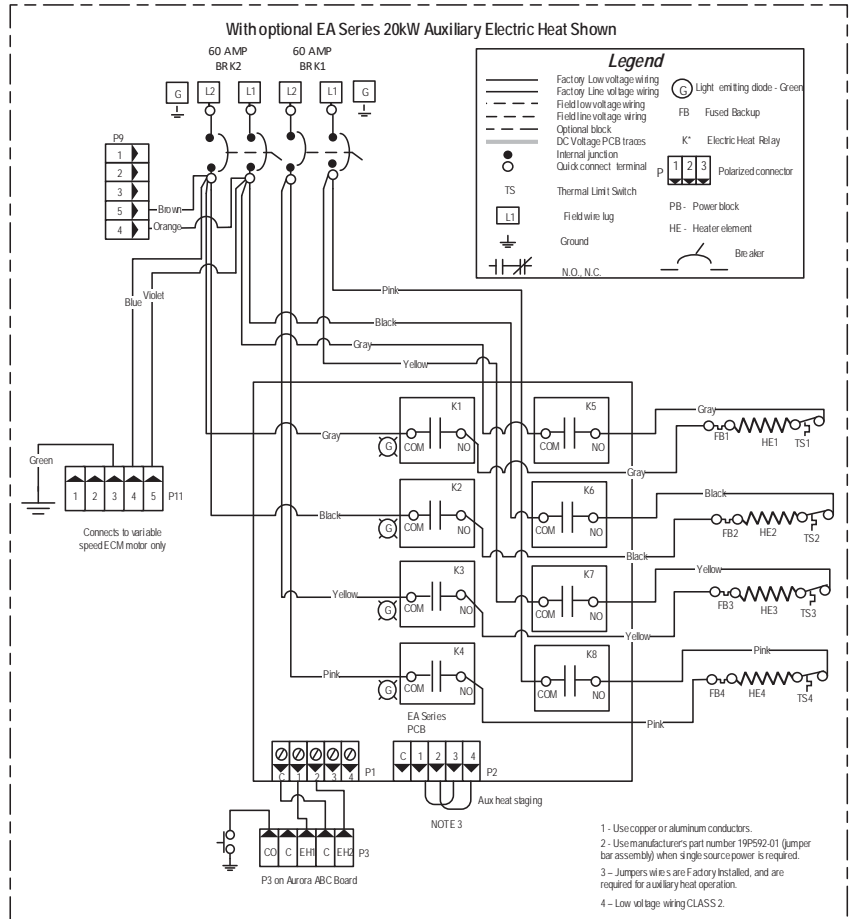 With optional EA Series 20kW Auxiliary Electric Heat Shown
60 AMP
BRK2
60 AMP
BRK1
G
L2
L1
L2
L1
G
Legend
Factory Low voltage wiring
Factory Line voltage wiring
Field low voltage wiring
Field line voltage wiring
Optional block
DC Voltage PCB traces
Internal junction
Quick connect terminal
TS
Thermal Limit Switch
L1
Field wire lug
Ground
N.O., N.C.
G
Light emitting diode - Green
FB
Fused Backup
K*
Electric Heat Relay
P
1 2 3
Polarized connector
PB - Power block
HE - Heater element
Breaker
P9
1
2
3
5
4
Brown
Orange
Blue
Violet
Pink
Black
Gray
Yellow
Green
1 2 3 4 5
P11
Connects to variable
speed ECM motor only
Gray
G
K1
COM
NO
K5
COM
NO
Gray
Gray
FB1
HE1
TS1
Black
G
K2
COM
NO
K6
COM
NO
Black
Black
FB2
HE2
TS2
Yellow
G
K3
COM
NO
K7
COM
NO
Yellow
Yellow
FB3
HE3
TS3
Pink
G
K4
COM
NO
K8
COM
NO
Pink
Pink
FB4
HE4
TS4
EA Series
PCB
C 1 2 3 4
P1
C 1 2 3 4
P2
Aux heat staging
NOTE 3
CO C EH1 C EH2
P3
P3 on Aurora ABC Board
1 - Use copper or aluminum conductors.
2 - Use manufacturer's part number 19P592-01 (jumper
bar assembly) when single source power is required.
3 – Jumpers wires are Factory Installed, and are
required for auxiliary heat operation.
4 – Low voltage wiring CLASS 2.